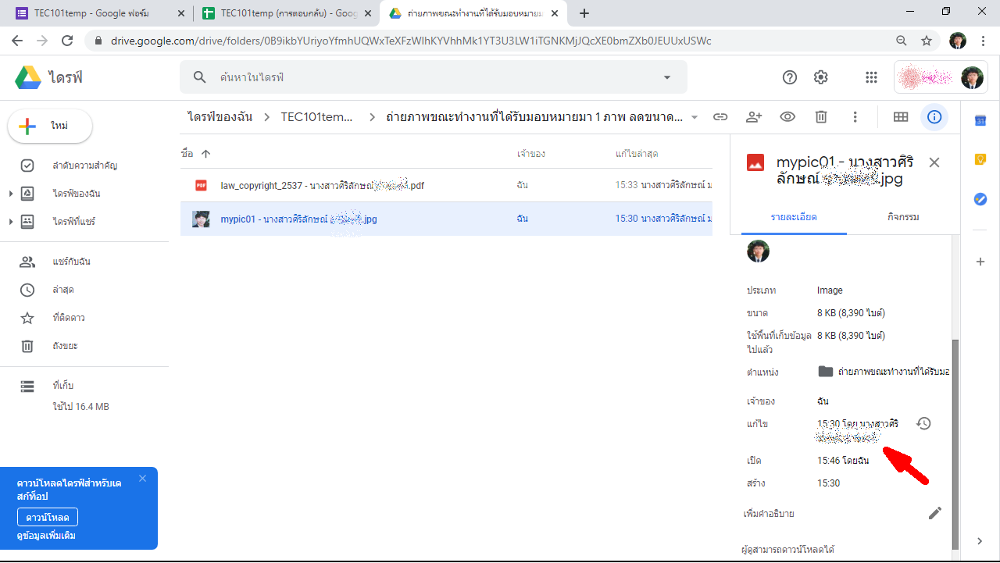 TEC101temp - Google ฟอร์ม
TEC101temp (การตอบกลับ) - Goog
ถ่ายภาพขณะทำงานที่ได้รับมอบหมายม
drive.google.com/drive/folders/0B9ikbYUriyoYfmhUQWxTeXFzWlhKYVhhMk1YT3U3LW1iTGNKMjJQcXE0bmZXb0JEUUxUSWc
ไดรฟ์
ค้นหาในไดรฟ์
ใหม่
ไดรฟ์ของฉัน
TEC101tem...
ถ่ายภาพขณะทำงานที่ได้รับมอบหมายมา 1 ภาพ ลดขนาด...
31
ลำดับความสำคัญ
ไดรฟ์ของฉัน
ไดรฟ์ที่แชร์
แชร์กับฉัน
ล่าสุด
ที่ติดดาว
ถังขยะ
ที่เก็บ
ใช้ไป 16.4 MB
ดาวน์โหลดไดรฟ์สำหรับเด
สก์ท็อป
ดาวน์โหลด
ดูข้อมูลเพิ่มเติม
ชื่อ
เจ้าของ
แก้ไขล่าสุด
PDF
law_copyright_2537 - นางสาวศิริลักษณ์ .pdf
ฉัน
15:33 นางสาวศิริลักษณ์ ม
mypic01 - นางสาวศิริลักษณ์ .jpg
ฉัน
15:30 นางสาวศิริลักษณ์ ม
mypic01 - นางสาวศิริ
ลักษณ์ .jpg
รายละเอียด
กิจกรรม
ประเภท
Image
ขนาด
8 KB (8,390 ไบต์)
ใช้พื้นที่เก็บข้อมูล
ไปแล้ว
8 KB (8,390 ไบต์)
ตำแหน่ง
ถ่ายภาพขณะทำงานที่ได้รับมอ
เจ้าของ
ฉัน
แก้ไข
15:30 โดย นางสาวศิริ
เปิด
15:46 โดยฉัน
สร้าง
15:30
เพิ่มคำอธิบาย
ผู้ดูสามารถดาวน์โหลดได้